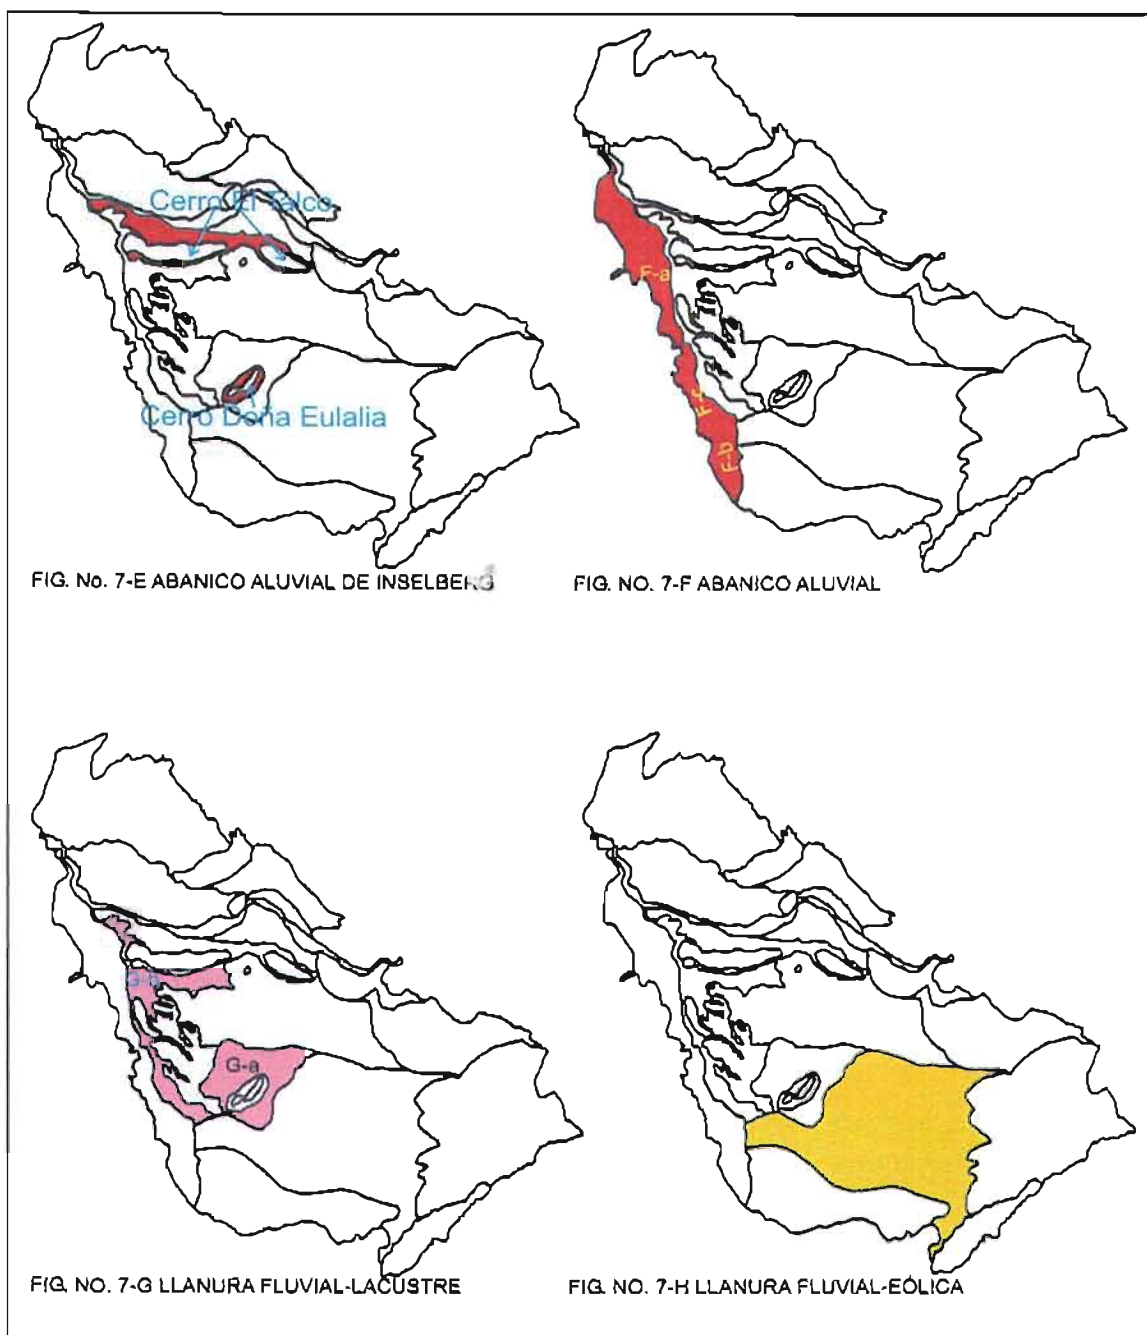 Cerro El Talco
Cerro Doña Eulalia
FIG. No. 7-E ABANICO ALUVIAL DE INSELBERG
F-a
F-c
F-b
FIG. NO. 7-F ABANICO ALUVIAL
G-b
G-a
FIG. NO. 7-G LLANURA FLUVIAL-LACUSTRE
FIG. NO. 7-H LLANURA FLUVIAL-EÓLICA